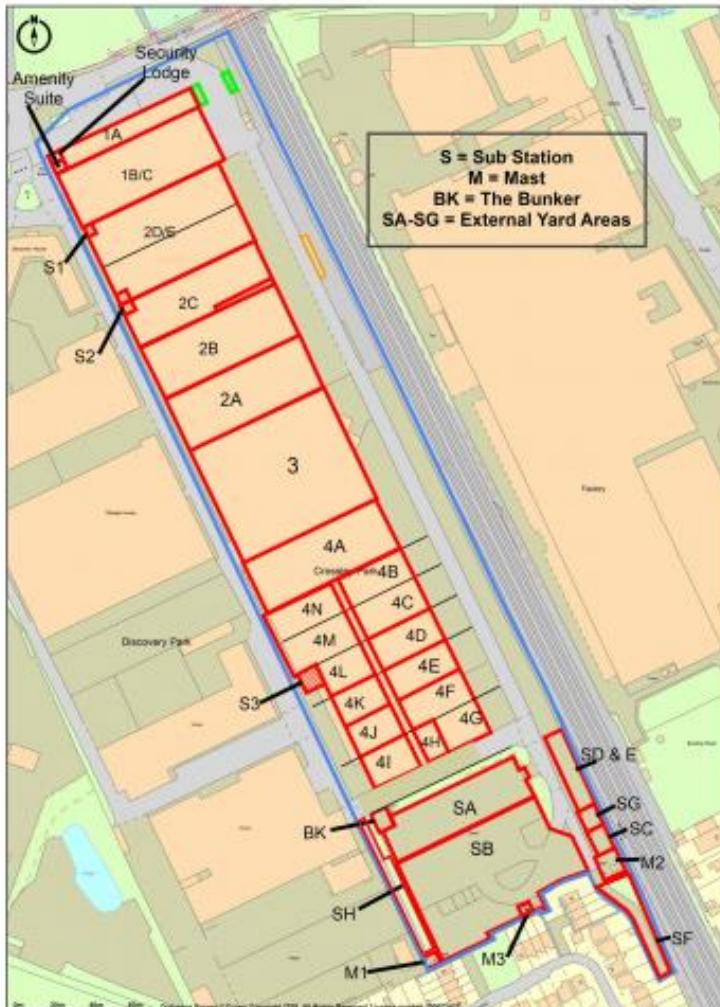 N
Security
Lodge
Amenity
Suite
1A
1B/C
S = Sub Station
M = Mast
BK = The Bunker
SA-SG = External Yard Areas
2D/E
S1
2C
S2
2B
2A
3
Factory
4A
4B
4N
4C
4M
4D
Discovery Park
4L
4E
4K
4F
S3
4J
4G
4H
4I
SD & E
SA
SG
BK
SC
SB
M2
SH
SF
M3
M1